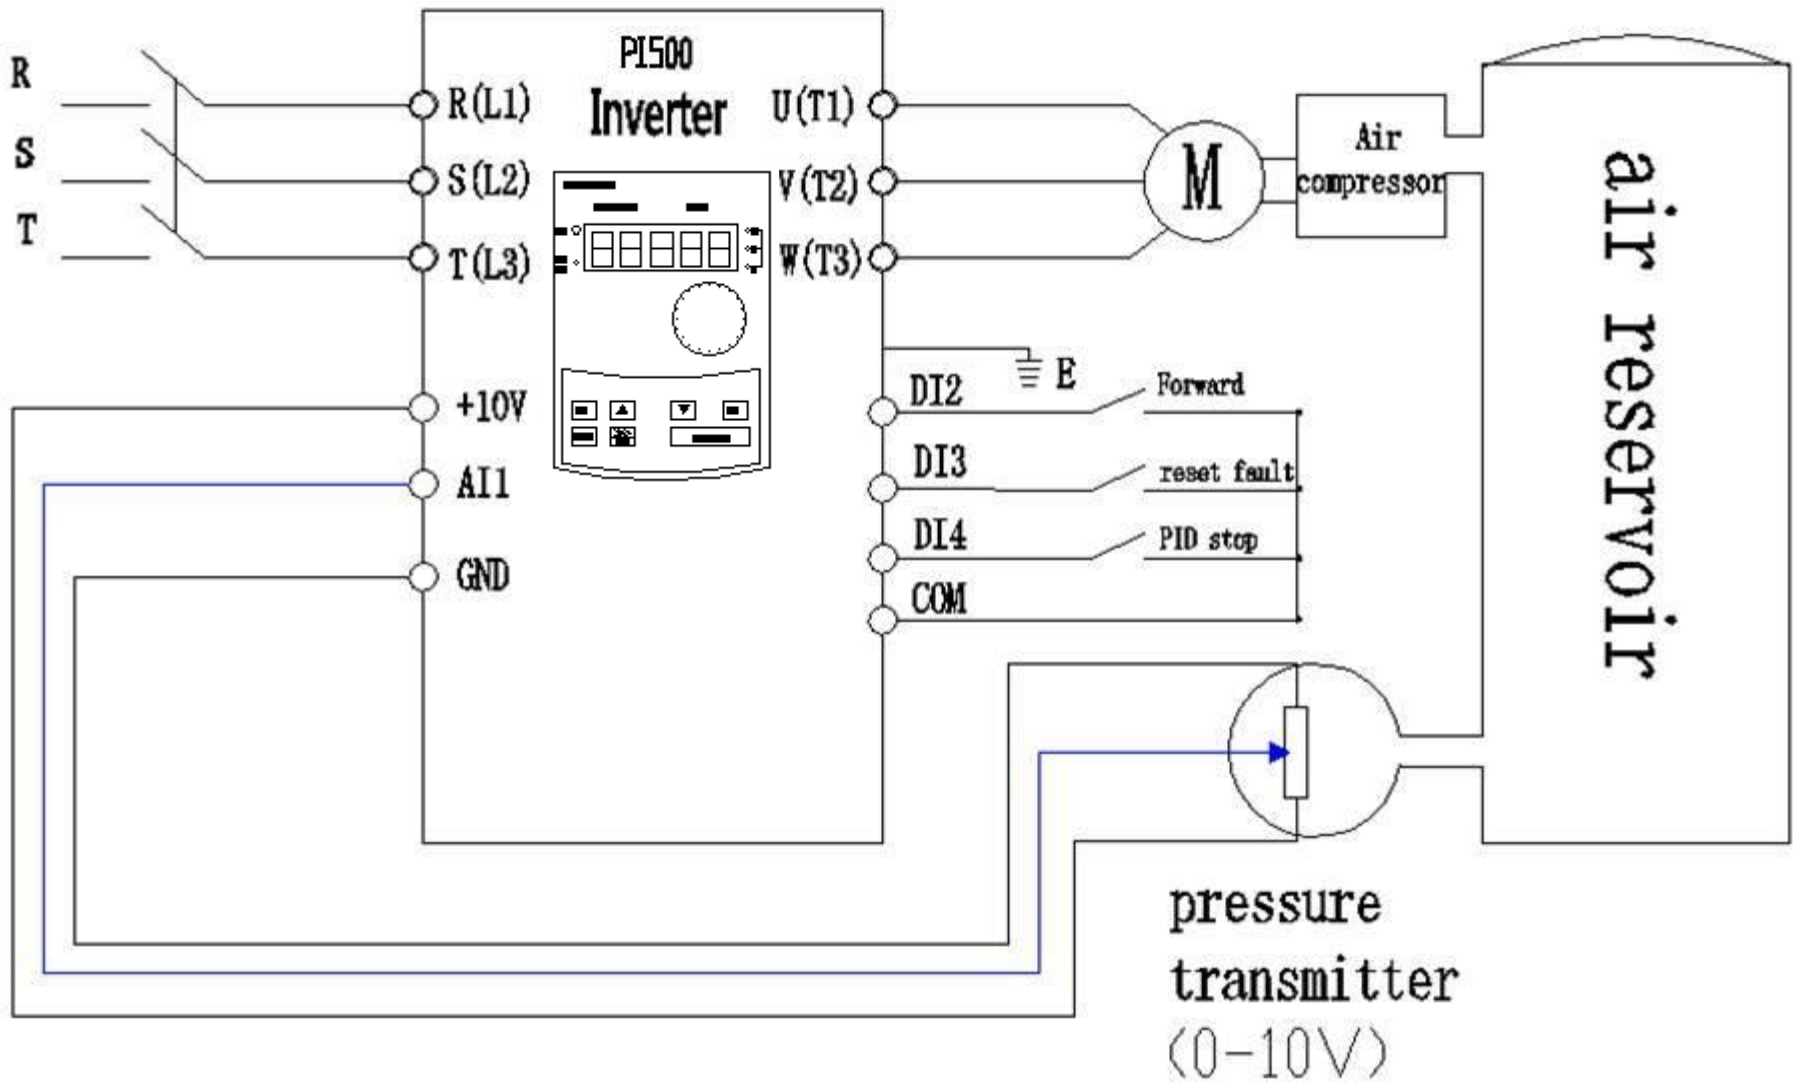 PI500
Inverter
R
S
T
R(L1)
S(L2)
T(L3)
U(T1)
V(T2)
W(T3)
M
Air
compressor
air reservoir
+10V
AI1
GND
E
DI2
Forward
DI3
reset fault
DI4
PID stop
COM
pressure
transmitter
(0-10V)